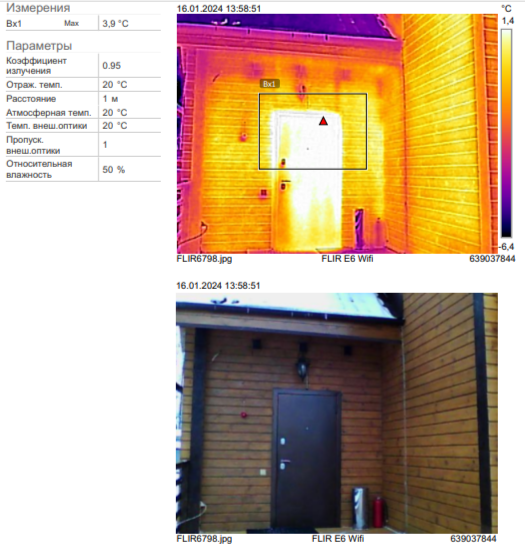 Измерения
Bx1 Max 3,9 °C
Параметры
Коэффициент
излучения 0.95
Отраж. темп. 20 °C
Расстояние 1 м
Атмосферная темп. 20 °C
Темп. внеш.оптики 20 °C
Пропуск.
внеш.оптики 1
Относительная
влажность 50 %
16.01.2024 13:58:51
°C
1,4
Bx1
-6,4
FLIR6798.jpg FLIR E6 Wifi 639037844
16.01.2024 13:58:51
FLIR6798.jpg FLIR E6 Wifi 639037844